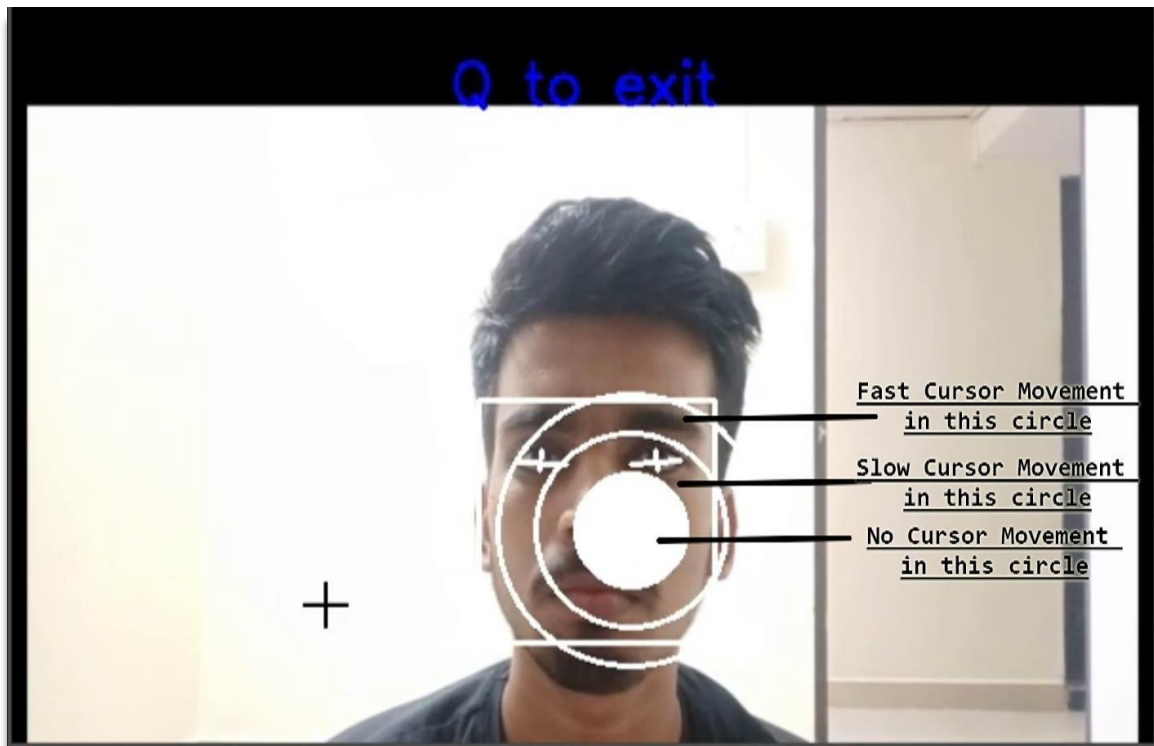 Q to exit
Fast Cursor Movement
in this circle
Slow Cursor Movement
in this circle
No Cursor Movement
in this circle